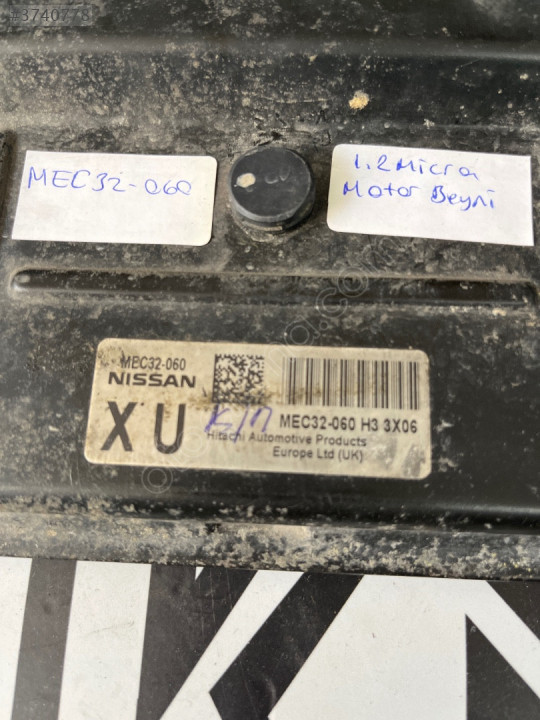 #3740778
MEC32-060
1.2 Micra
Motor Beyni
MEC32-060
NISSAN
XU
MEC32-060 H3 3X06
Hitachi Automotive Products
Europe Ltd (UK)